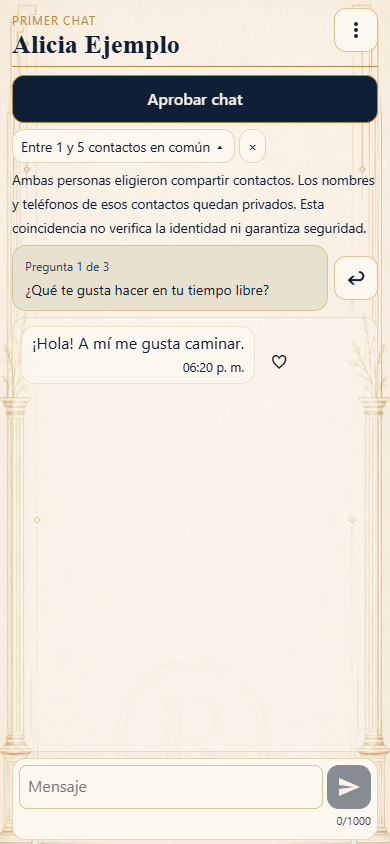 PRIMER CHAT
Alicia Ejemplo
Aprobar chat
Entre 1 y 5 contactos en común ▲ ×
Ambas personas eligieron compartir contactos. Los nombres
y teléfonos de esos contactos quedan privados. Esta
coincidencia no verifica la identidad ni garantiza seguridad.
Pregunta 1 de 3
¿Qué te gusta hacer en tu tiempo libre?
¡Hola! A mí me gusta caminar.
06:20 p. m.
R
Mensaje
0/1000